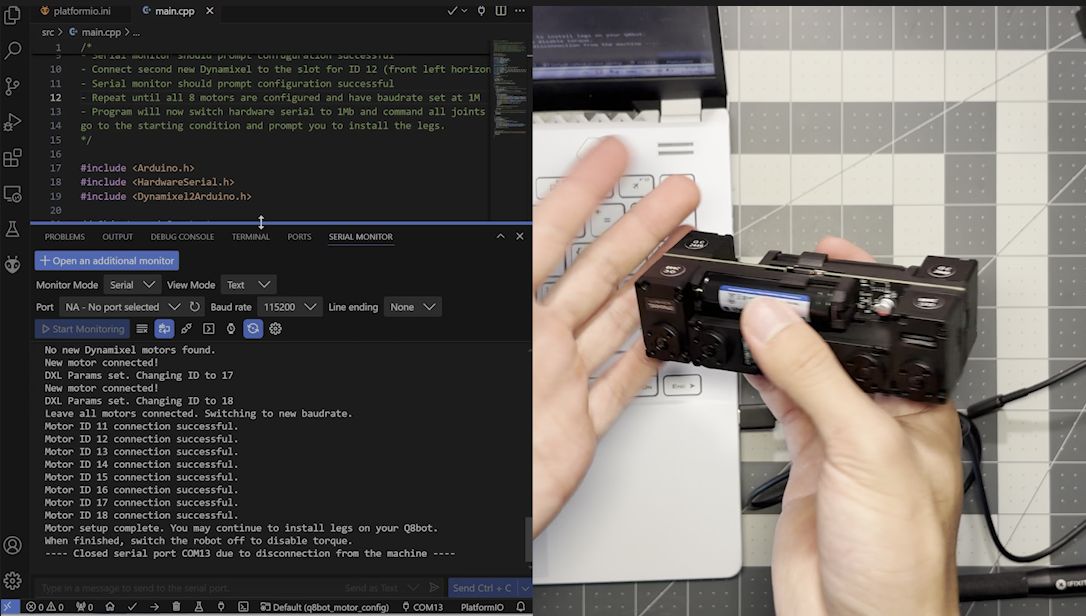 platformio.ini
main.cpp
src > main.cpp > ...
1 /*
9 - Serial monitor should prompt configuration successful
10 - Connect second new Dynamixel to the slot for ID 12 (front left horizon
11 - Serial monitor should prompt configuration successful
12 - Repeat until all 8 motors are configured and have baudrate set at 1M
13 - Program will now switch hardware serial to 1Mb and command all joints
14 go to the starting condition and prompt you to install the legs.
15 */
16
17 #include <Arduino.h>
18 #include <HardwareSerial.h>
19 #include <Dynamixel2Arduino.h>
20
PROBLEMS OUTPUT DEBUG CONSOLE TERMINAL PORTS SERIAL MONITOR
+ Open an additional monitor
Monitor Mode Serial View Mode Text
Port NA - No port selected Baud rate 115200 Line ending None
Start Monitoring
No new Dynamixel motors found.
New motor connected!
DXL Params set. Changing ID to 17
New motor connected!
DXL Params set. Changing ID to 18
Leave all motors connected. Switching to new baudrate.
Motor ID 11 connection successful.
Motor ID 12 connection successful.
Motor ID 13 connection successful.
Motor ID 14 connection successful.
Motor ID 15 connection successful.
Motor ID 16 connection successful.
Motor ID 17 connection successful.
Motor ID 18 connection successful.
Motor setup complete. You may continue to install legs on your Q8bot.
When finished, switch the robot off to disable torque.
---- Closed serial port COM13 due to disconnection from the machine ----
Type in a message to send to the serial port. Send as Text Send Ctrl + C
0 0 0 Default (q8bot_motor_config) COM13 PlatformIO
to install legs on your Q8bot.
disable torque.
disconnection from the machine ----
End
iFIXIT